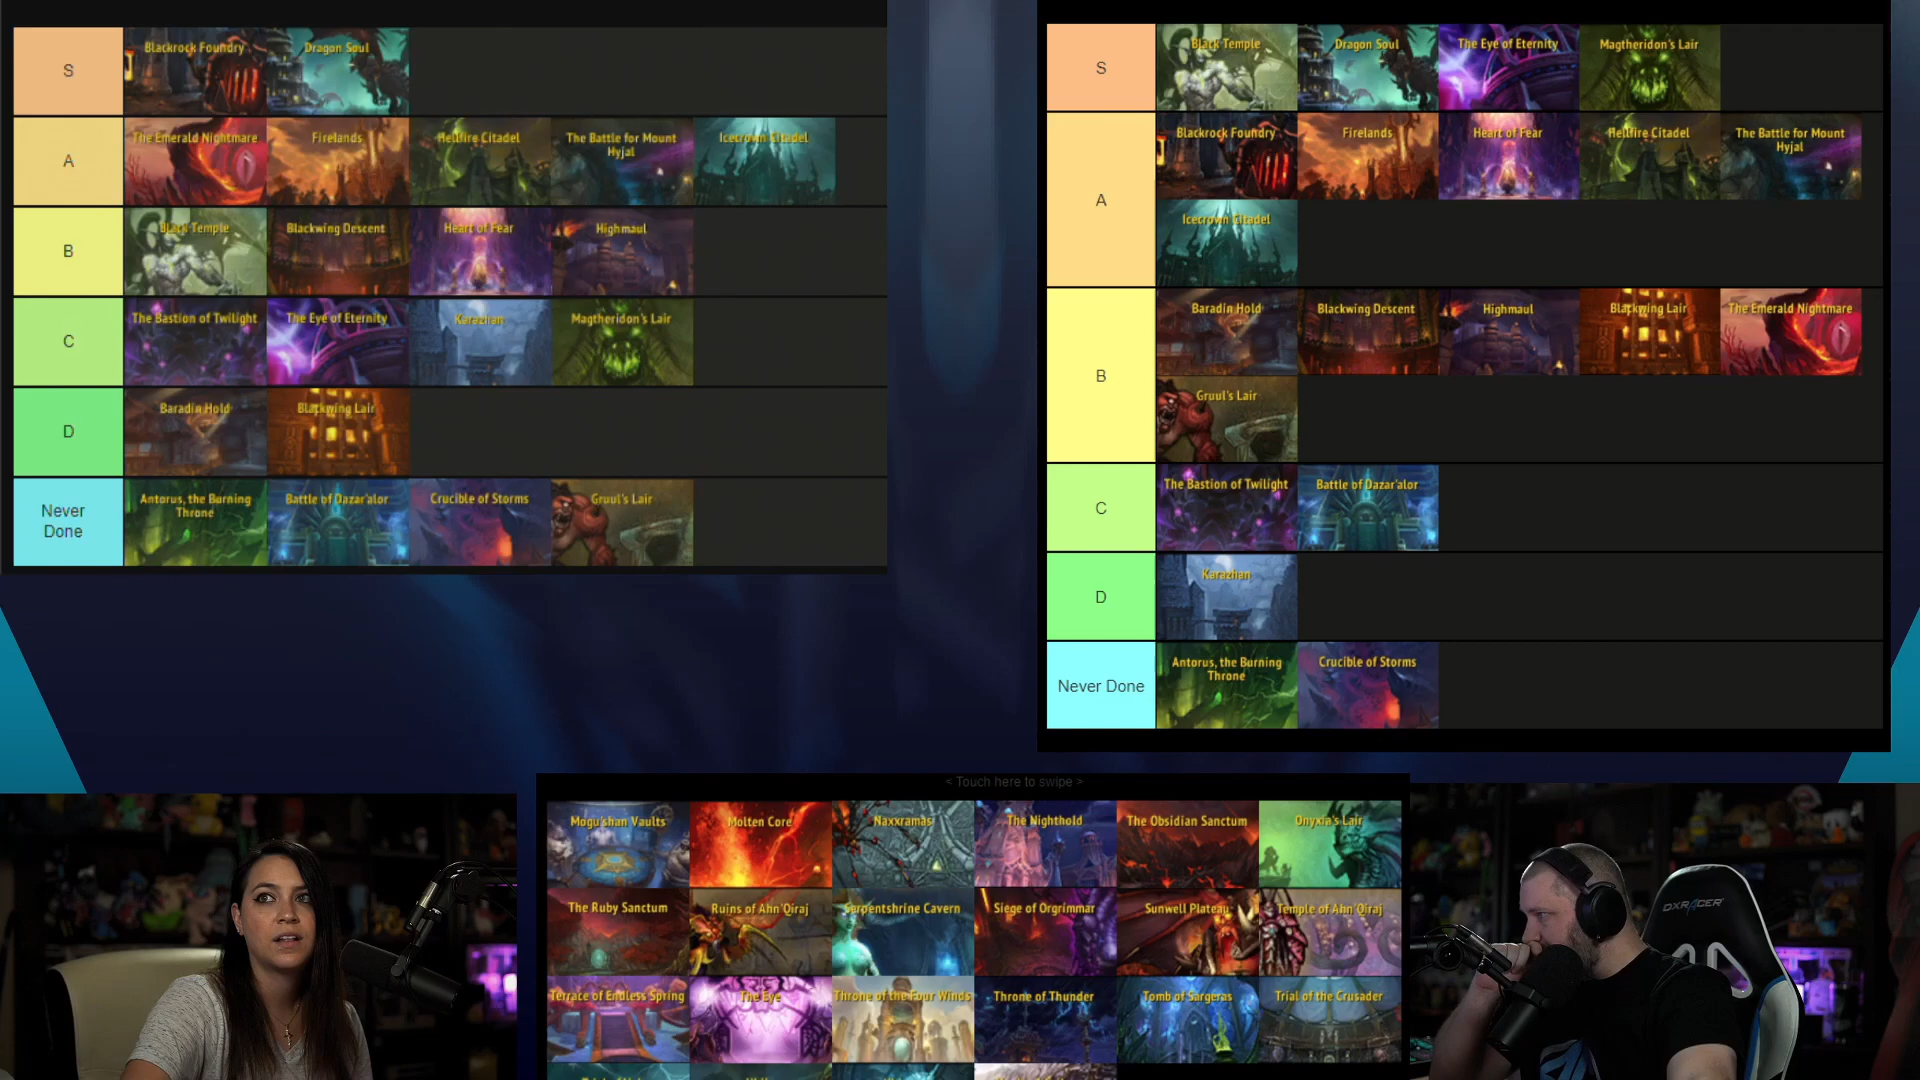 S
Blackrock Foundry
Dragon Soul
A
The Emerald Nightmare
Firelands
Hellfire Citadel
The Battle for Mount
Hyjal
Icecrown Citadel
B
Black Temple
Blackwing Descent
Heart of Fear
Highmaul
C
The Bastion of Twilight
The Eye of Eternity
Karazhan
Magtheridon's Lair
D
Baradin Hold
Blackwing Lair
Never
Done
Antorus, the Burning
Throne
Battle of Dazar'alor
Crucible of Storms
Gruul's Lair
S
Black Temple
Dragon Soul
The Eye of Eternity
Magtheridon's Lair
A
Blackrock Foundry
Firelands
Heart of Fear
Hellfire Citadel
The Battle for Mount
Hyjal
Icecrown Citadel
B
Baradin Hold
Blackwing Descent
Highmaul
Blackwing Lair
The Emerald Nightmare
Gruul's Lair
C
The Bastion of Twilight
Battle of Dazar'alor
D
Karazhan
Never Done
Antorus, the Burning
Throne
Crucible of Storms
< Touch here to swipe >
Mogu'shan Vaults
Molten Core
Naxxramas
The Nighthold
The Obsidian Sanctum
Onyxia's Lair
The Ruby Sanctum
Ruins of Ahn'Qiraj
Serpentshrine Cavern
Siege of Orgrimmar
Sunwell Plateau
Temple of Ahn'Qiraj
Terrace of Endless Spring
The Eye
Throne of the Four Winds
Throne of Thunder
Tomb of Sargeras
Trial of the Crusader
DXRACER